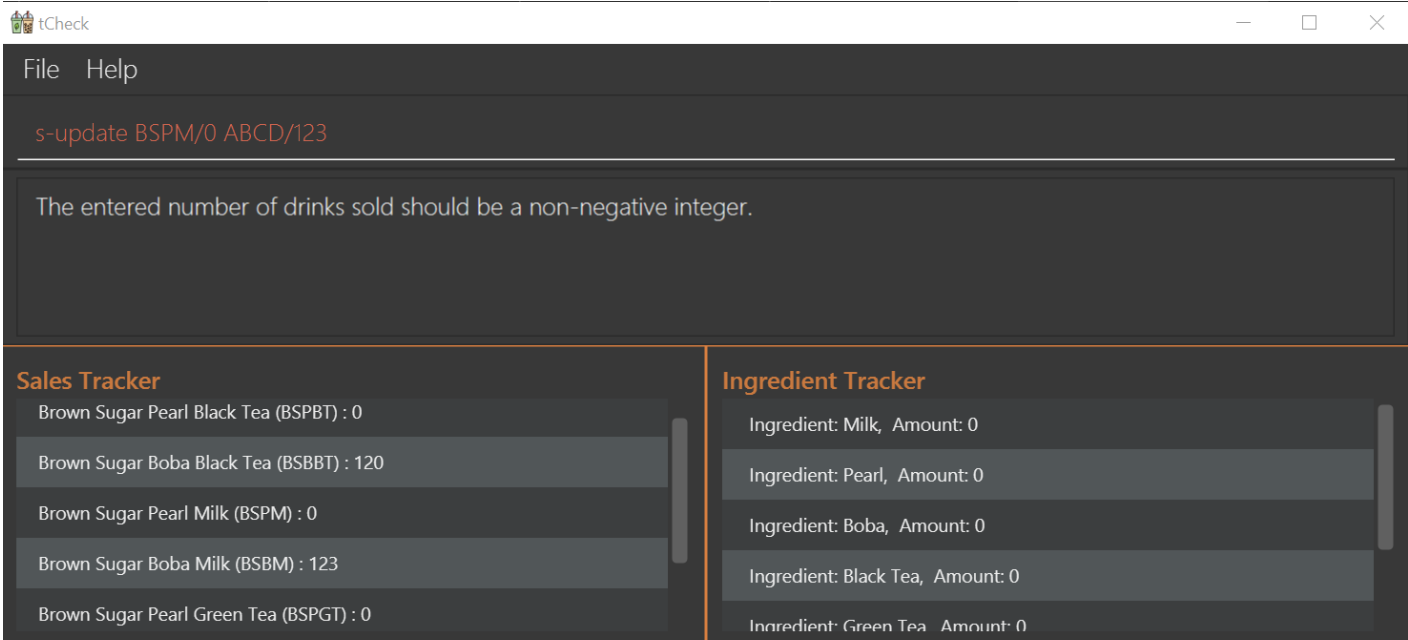 tCheck
File Help
s-update BSPM/0 ABCD/123
The entered number of drinks sold should be a non-negative integer.
Sales Tracker
Brown Sugar Pearl Black Tea (BSPBT) : 0
Brown Sugar Boba Black Tea (BSBBT) : 120
Brown Sugar Pearl Milk (BSPM) : 0
Brown Sugar Boba Milk (BSBM) : 123
Brown Sugar Pearl Green Tea (BSPGT) : 0
Ingredient Tracker
Ingredient: Milk,  Amount: 0
Ingredient: Pearl,  Amount: 0
Ingredient: Boba,  Amount: 0
Ingredient: Black Tea,  Amount: 0
Ingredient: Green Tea,  Amount: 0